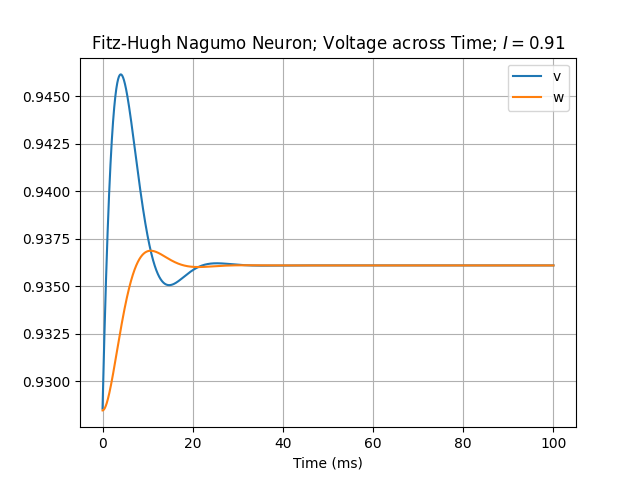 Fitz-Hugh Nagumo Neuron; Voltage across Time; I = 0.91
v
w
0.9450
0.9425
0.9400
0.9375
0.9350
0.9325
0.9300
0 20 40 60 80 100
Time (ms)